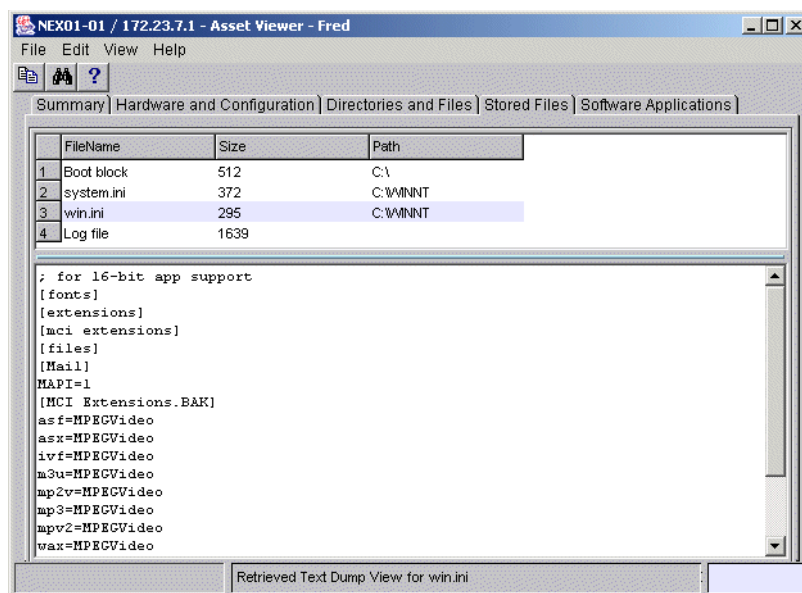 NEX01-01 / 172.23.7.1 - Asset Viewer - Fred
File Edit View Help
?
Summary Hardware and Configuration Directories and Files Stored Files Software Applications
FileName Size Path
1 Boot block 512 C:\
2 system.ini 372 C:\WINNT
3 win.ini 295 C:\WINNT
4 Log file 1639
; for 16-bit app support
[fonts]
[extensions]
[mci extensions]
[files]
[Mail]
MAPI=1
[MCI Extensions.BAK]
asf=MPEGVideo
asx=MPEGVideo
ivf=MPEGVideo
m3u=MPEGVideo
mp2v=MPEGVideo
mp3=MPEGVideo
mpv2=MPEGVideo
wax=MPEGVideo
Retrieved Text Dump View for win.ini